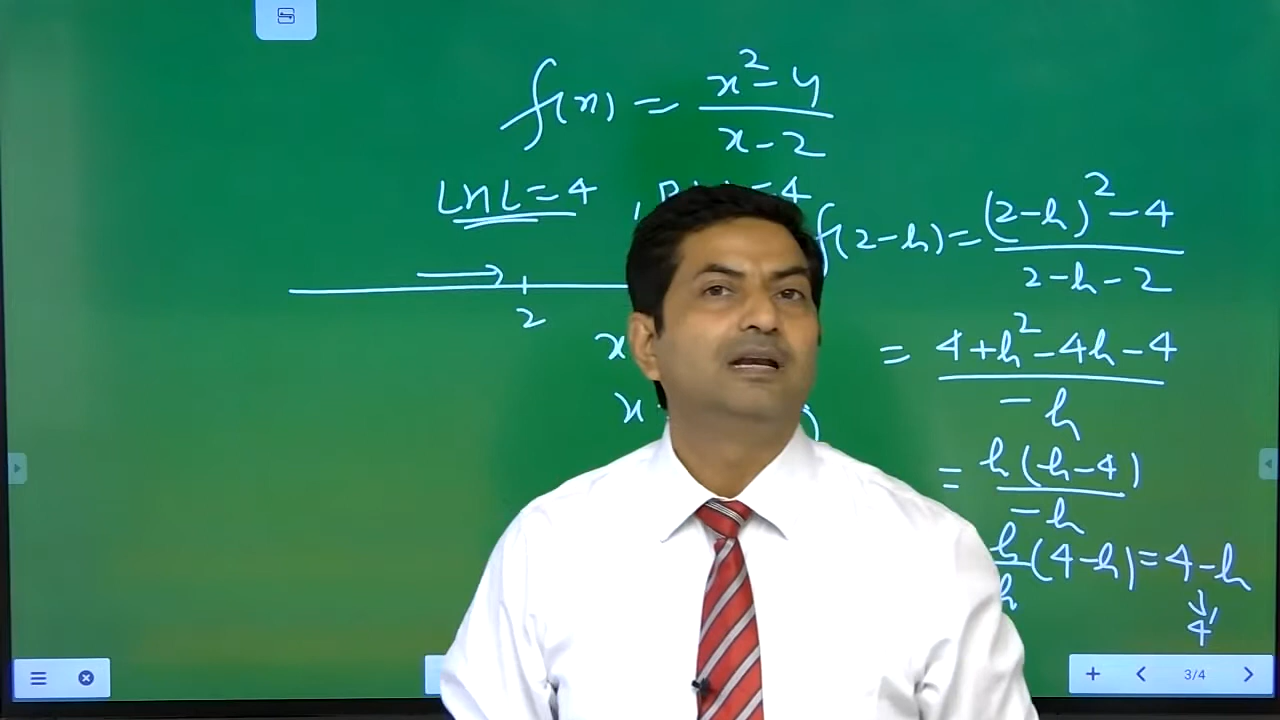 f(x) = (x² - 4) / (x - 2)
LHL = 4 , = 4
2
x
x )
f(2-h) = ((2-h)² - 4) / (2-h-2)
= (4+h²-4h-4) / (-h)
= h(h-4) / (-h)
h/h (4-h) = 4-h
↓
4
3/4